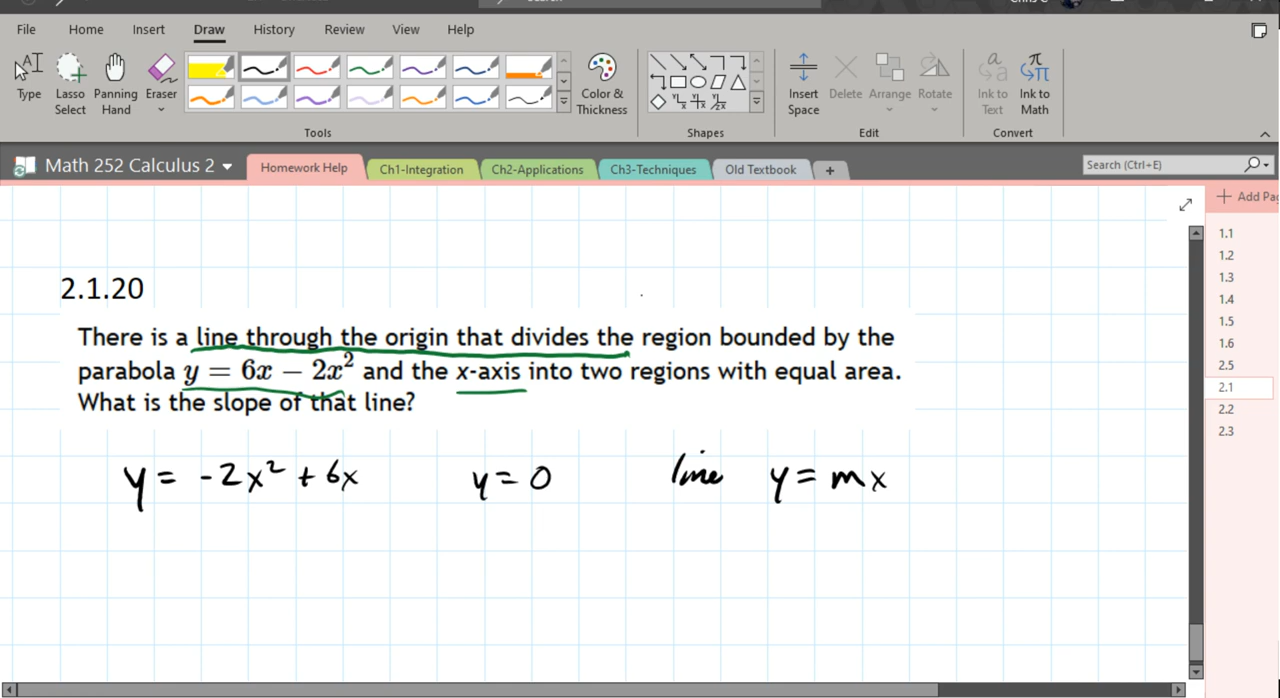 File Home Insert Draw History Review View Help
Type Lasso Select Panning Hand Eraser Color & Thickness Insert Space Delete Arrange Rotate Ink to Text Ink to Math
Tools Shapes Edit Convert
Math 252 Calculus 2 Homework Help Ch1-Integration Ch2-Applications Ch3-Techniques Old Textbook + Search (Ctrl+E)
+ Add Pag
1.1
1.2
1.3
1.4
1.5
1.6
2.5
2.1
2.2
2.3
2.1.20
There is a line through the origin that divides the region bounded by the
parabola y = 6x − 2x² and the x-axis into two regions with equal area.
What is the slope of that line?
y = -2x² + 6x y = 0 line y = mx